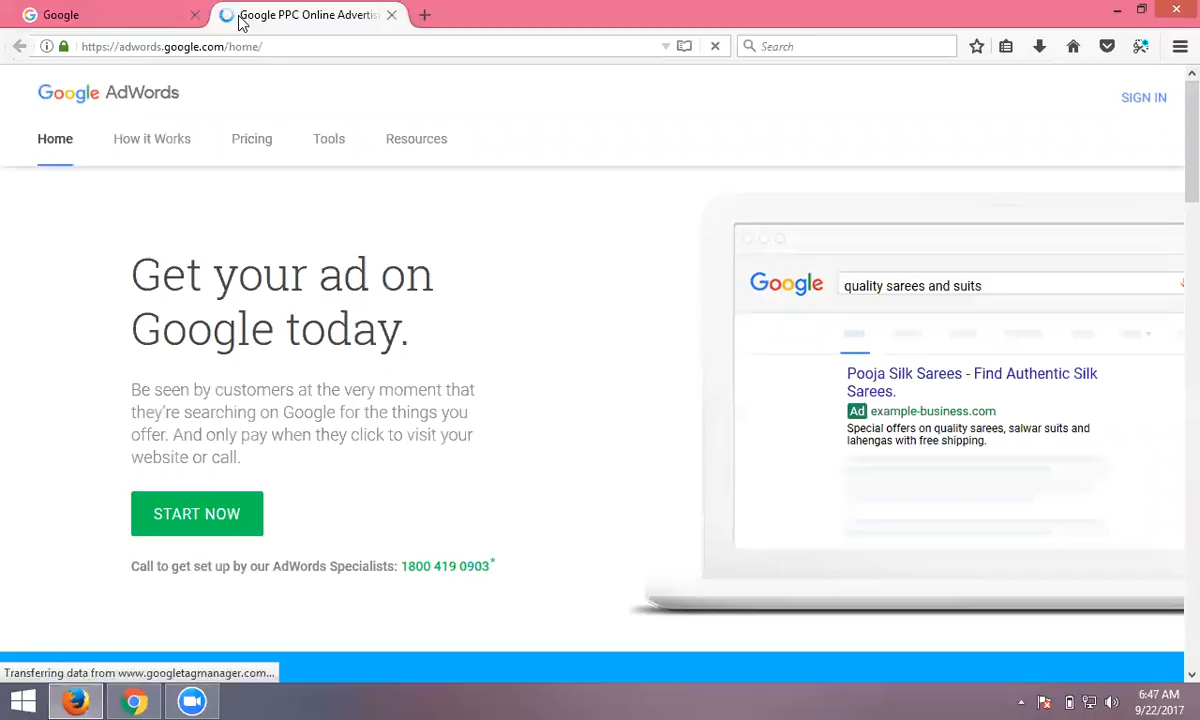 Google
Google PPC Online Advertisi
https://adwords.google.com/home/
Search
Google AdWords
SIGN IN
Home
How it Works
Pricing
Tools
Resources
Get your ad on
Google today.
Be seen by customers at the very moment that
they're searching on Google for the things you
offer. And only pay when they click to visit your
website or call.
START NOW
Call to get set up by our AdWords Specialists: 1800 419 0903*
Google
quality sarees and suits
Pooja Silk Sarees - Find Authentic Silk
Sarees.
Ad example-business.com
Special offers on quality sarees, salwar suits and
lahengas with free shipping.
Transferring data from www.googletagmanager.com...
6:47 AM
9/22/2017